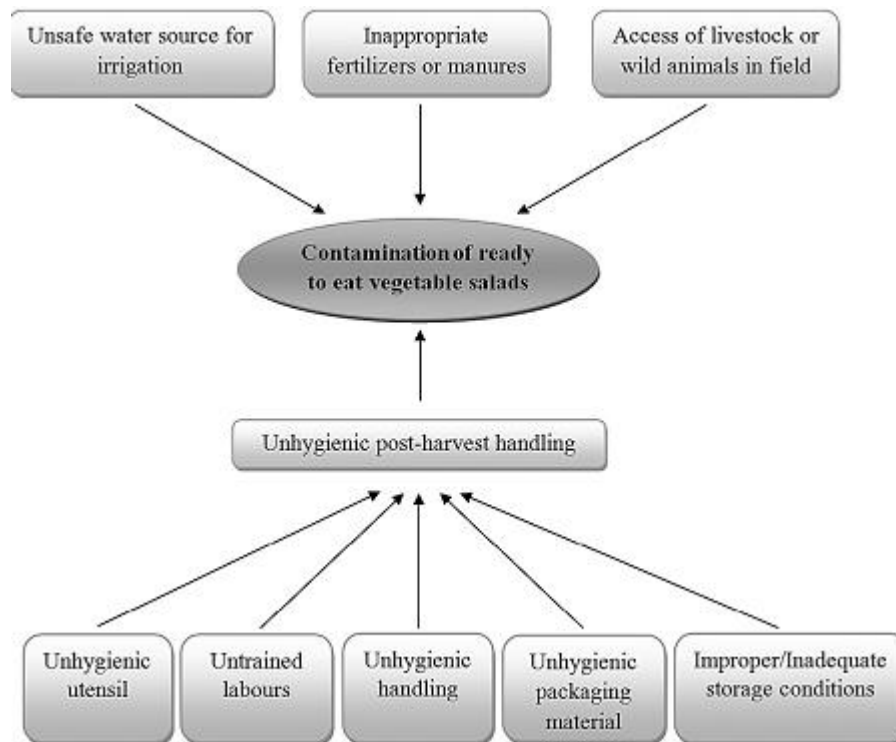 Unsafe water source for
irrigation
Inappropriate
fertilizers or manures
Access of livestock or
wild animals in field
Contamination of ready
to eat vegetable salads
Unhygienic post-harvest handling
Unhygienic
utensil
Untrained
labours
Unhygienic
handling
Unhygienic
packaging
material
Improper/Inadequate
storage conditions